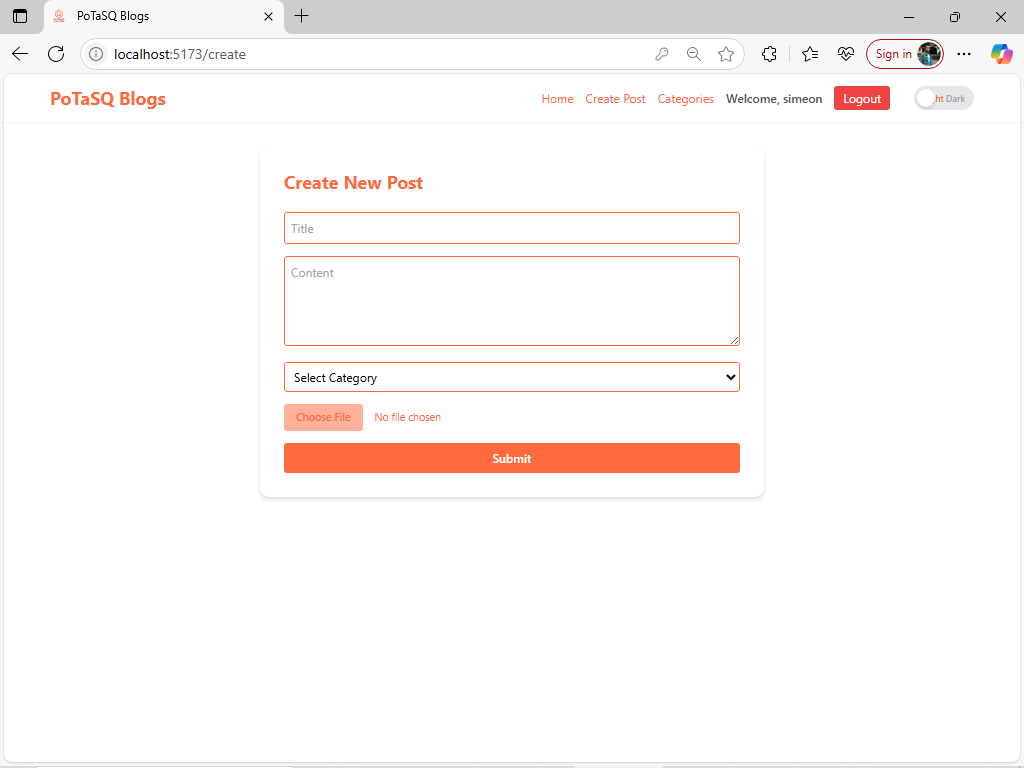 PoTaSQ Blogs
localhost:5173/create
Sign in
PoTaSQ Blogs
Home
Create Post
Categories
Welcome, simeon
Logout
ht Dark
Create New Post
Title
Content
Select Category
Choose File
No file chosen
Submit